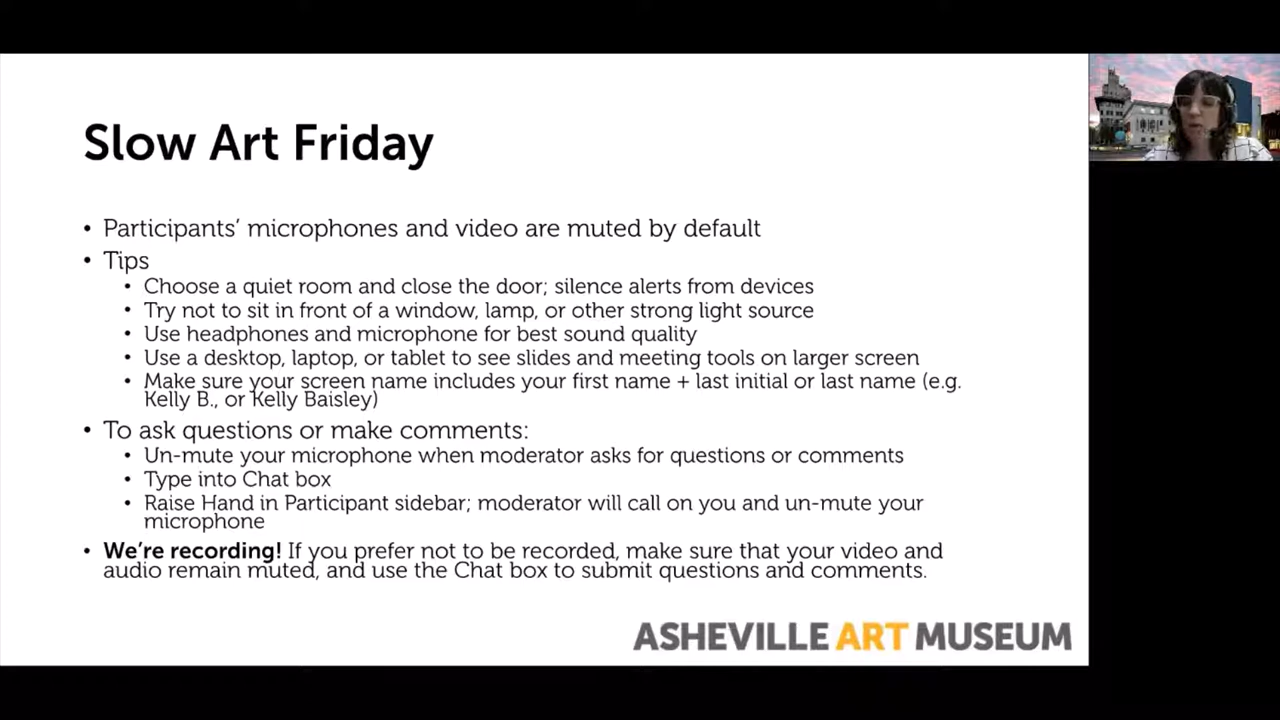 Slow Art Friday
• Participants’ microphones and video are muted by default
• Tips
• Choose a quiet room and close the door; silence alerts from devices
• Try not to sit in front of a window, lamp, or other strong light source
• Use headphones and microphone for best sound quality
• Use a desktop, laptop, or tablet to see slides and meeting tools on larger screen
• Make sure your screen name includes your first name + last initial or last name (e.g.
Kelly B., or Kelly Baisley)
• To ask questions or make comments:
• Un-mute your microphone when moderator asks for questions or comments
• Type into Chat box
• Raise Hand in Participant sidebar; moderator will call on you and un-mute your
microphone
• We’re recording! If you prefer not to be recorded, make sure that your video and
audio remain muted, and use the Chat box to submit questions and comments.
ASHEVILLE ART MUSEUM